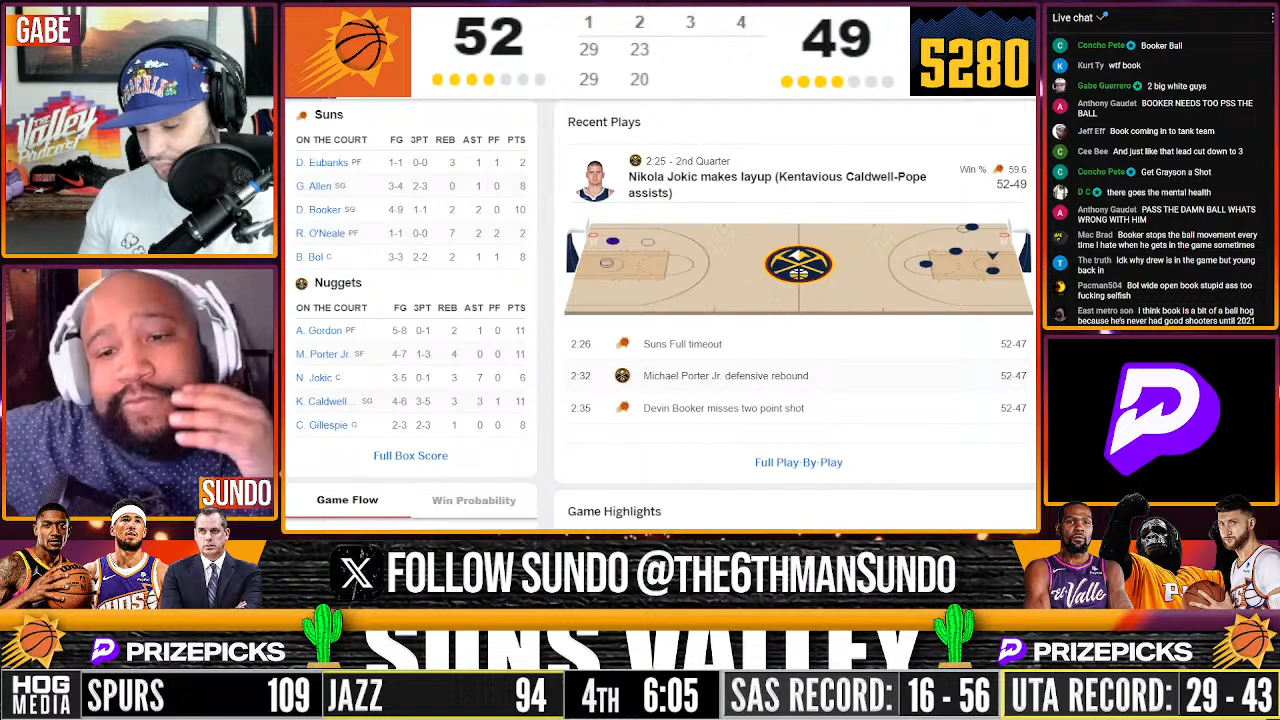 GABE
The Valley
Podcast
SUNDO
52
1 2 3 4
29 23
29 20
49
5280
Suns
ON THE COURT FG 3PT REB AST PF PTS
D. Eubanks PF 1-1 0-0 3 1 1 2
G. Allen SG 3-4 2-3 0 1 0 8
D. Booker SG 4-9 1-1 2 2 0 10
R. O'Neale PF 1-1 0-0 7 2 2 2
B. Bol C 3-3 2-2 2 1 1 8
Nuggets
ON THE COURT FG 3PT REB AST PF PTS
A. Gordon PF 5-8 0-1 2 1 0 11
M. Porter Jr. SF 4-7 1-3 4 0 0 11
N. Jokic C 3-5 0-1 3 7 0 6
K. Caldwell... SG 4-6 3-5 3 3 1 11
C. Gillespie G 2-3 2-3 1 0 0 8
Full Box Score
Game Flow Win Probability
Recent Plays
2:25 - 2nd Quarter
Nikola Jokic makes layup (Kentavious Caldwell-Pope
assists)
Win % 59.6
52-49
2:26 Suns Full timeout 52-47
2:32 Michael Porter Jr. defensive rebound 52-47
2:35 Devin Booker misses two point shot 52-47
Full Play-By-Play
Game Highlights
Live chat
Concho Pete Booker Ball
Kurt Ty wtf book
Gabe Guerrero 2 big white guys
Anthony Gaudet BOOKER NEEDS TOO PSS THE
BALL
Jeff Eff Book coming in to tank team
Cee Bee And just like that lead cut down to 3
Concho Pete Get Grayson a Shot
D C there goes the mental health
Anthony Gaudet PASS THE DAMN BALL WHATS
WRONG WITH HIM
Mac Brad Booker stops the ball movement every
time I hate when he gets in the game sometimes
The truth Idk why drew is in the game but young
back in
Pacman504 Bol wide open book stupid ass too
fucking selfish
East metro son I think book is a bit of a ball hog
because he's never had good shooters until 2021
FOLLOW SUNDO @THE6THMANSUNDO
PRIZEPICKS
SUNS VALLEY
PRIZEPICKS
HOG
MEDIA
SPURS 109 JAZZ 94 4TH 6:05 SAS RECORD: 16 - 56 UTA RECORD: 29 - 43